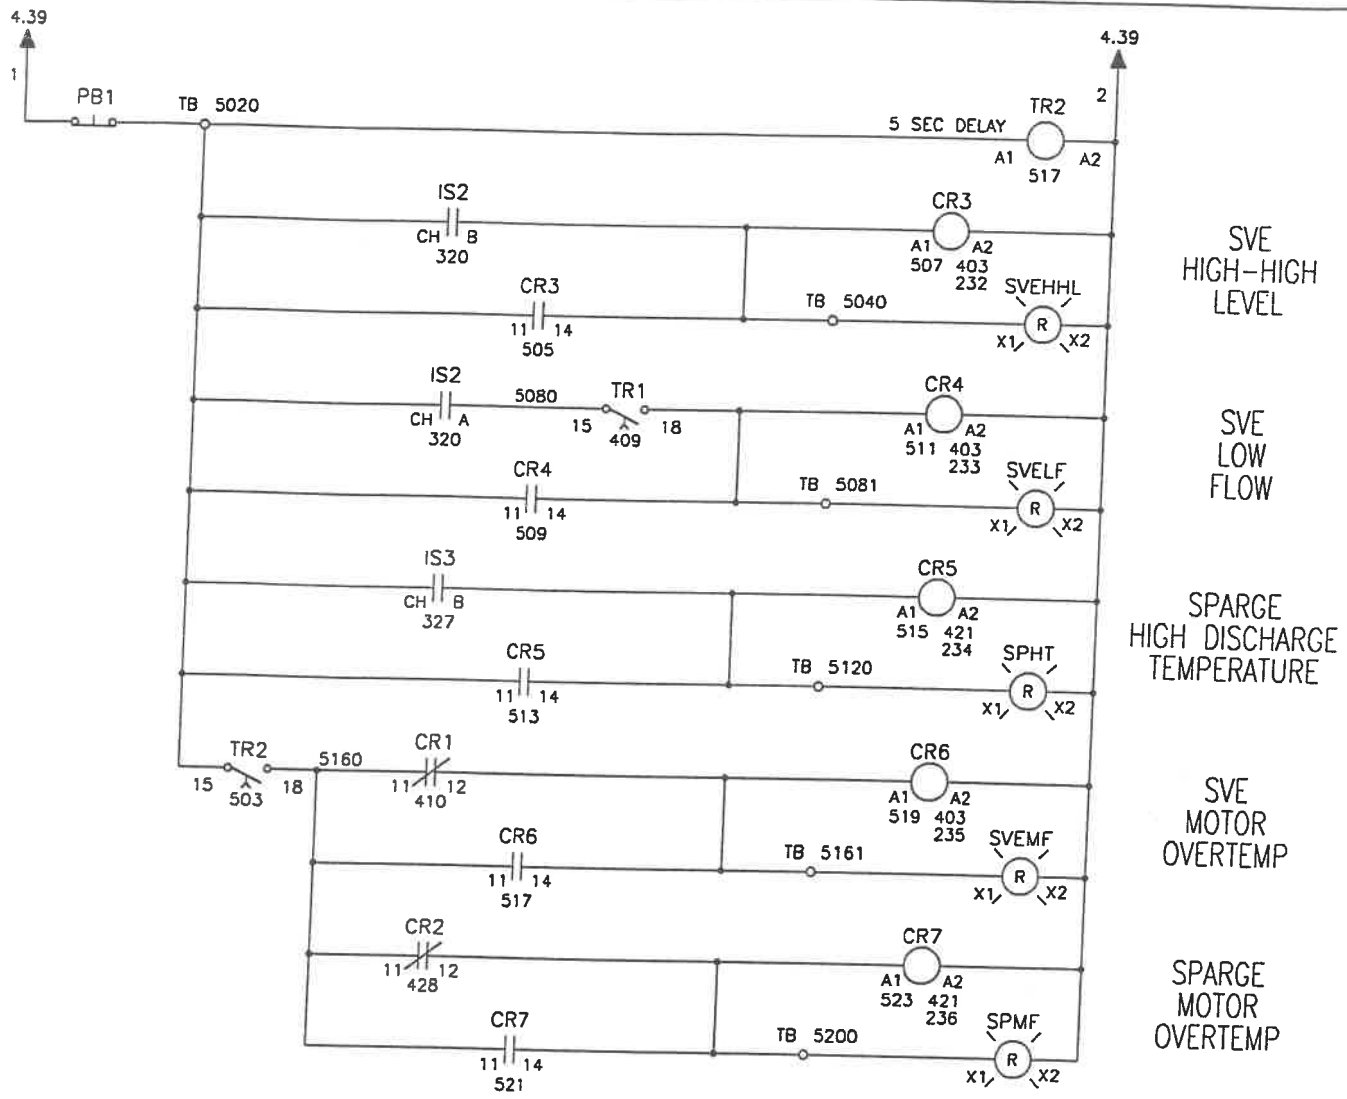 4.39
4.39
1
2
PB1
TB 5020
5 SEC DELAY
TR2
A1 A2
517
IS2
CH B
320
CR3
A1 A2
507 403
232
SVE
HIGH-HIGH
LEVEL
CR3
11 14
505
TB 5040
SVEHHL
R
X1 X2
IS2
CH A
320
5080
TR1
15 18
409
CR4
A1 A2
511 403
233
SVE
LOW
FLOW
CR4
11 14
509
TB 5081
SVELF
R
X1 X2
IS3
CH B
327
CR5
A1 A2
515 421
234
SPARGE
HIGH DISCHARGE
TEMPERATURE
CR5
11 14
513
TB 5120
SPHT
R
X1 X2
TR2
15 18
503
5160
CR1
11 12
410
CR6
A1 A2
519 403
235
SVE
MOTOR
OVERTEMP
CR6
11 14
517
TB 5161
SVEMF
R
X1 X2
CR2
11 12
428
CR7
A1 A2
523 421
236
SPARGE
MOTOR
OVERTEMP
CR7
11 14
521
TB 5200
SPMF
R
X1 X2